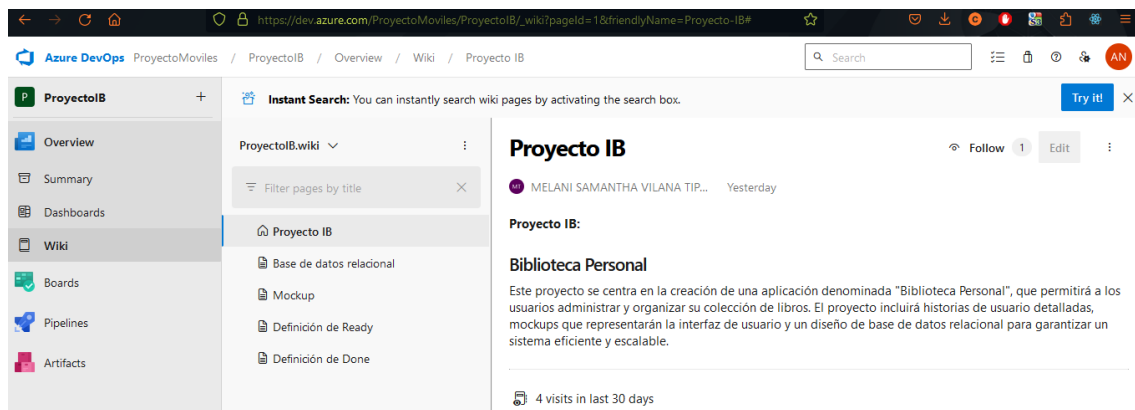 https://dev.azure.com/ProyectoMoviles/ProyectoIB/_wiki?pageId=1&friendlyName=Proyecto-IB#
Azure DevOps ProyectoMoviles / ProyectoIB / Overview / Wiki / Proyecto IB
Search
AN
P ProyectoIB +
Instant Search: You can instantly search wiki pages by activating the search box.
Try it!
Overview
Summary
Dashboards
Wiki
Boards
Pipelines
Artifacts
ProyectoIB.wiki
Filter pages by title
Proyecto IB
Base de datos relacional
Mockup
Definición de Ready
Definición de Done
Proyecto IB
Follow 1 Edit
MT MELANI SAMANTHA VILANA TIP... Yesterday
Proyecto IB:
Biblioteca Personal
Este proyecto se centra en la creación de una aplicación denominada "Biblioteca Personal", que permitirá a los
usuarios administrar y organizar su colección de libros. El proyecto incluirá historias de usuario detalladas,
mockups que representarán la interfaz de usuario y un diseño de base de datos relacional para garantizar un
sistema eficiente y escalable.
4 visits in last 30 days